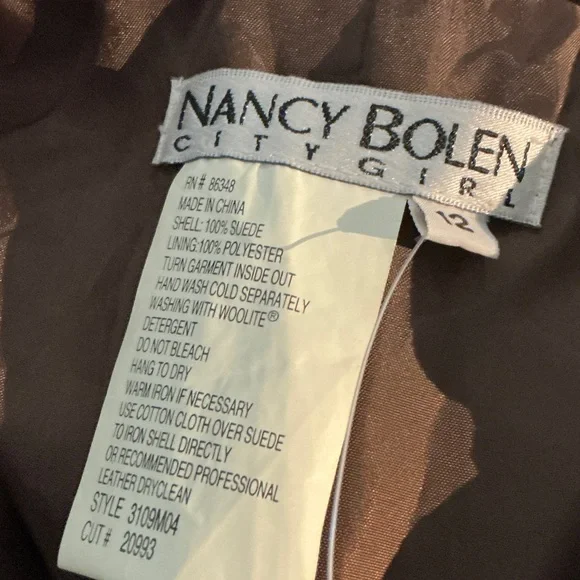 NANCY BOLEN
CITY GIRL
12
RN# 86348
MADE IN CHINA
SHELL: 100% SUEDE
LINING:100% POLYESTER
TURN GARMENT INSIDE OUT
HAND WASH COLD SEPARATELY
WASHING WITH WOOLITE®
DETERGENT
DO NOT BLEACH
HANG TO DRY
WARM IRON IF NECESSARY
USE COTTON CLOTH OVER SUEDE
TO IRON SHELL DIRECTLY
OR RECOMMENDED PROFESSIONAL
LEATHER DRYCLEAN
STYLE 3109M04
CUT# 20993